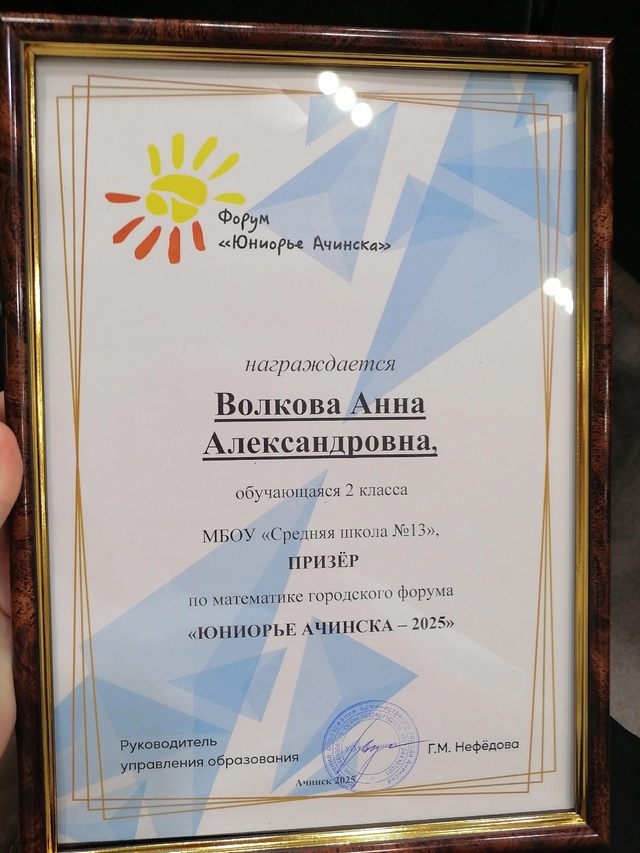 Форум
«Юниорье Ачинска»
награждается
Волкова Анна
Александровна,
обучающаяся 2 класса
МБОУ «Средняя школа №13»,
ПРИЗЁР
по математике городского форума
«ЮНИОРЬЕ АЧИНСКА – 2025»
Руководитель
управления образования
Г.М. Нефёдова
Ачинск 2025